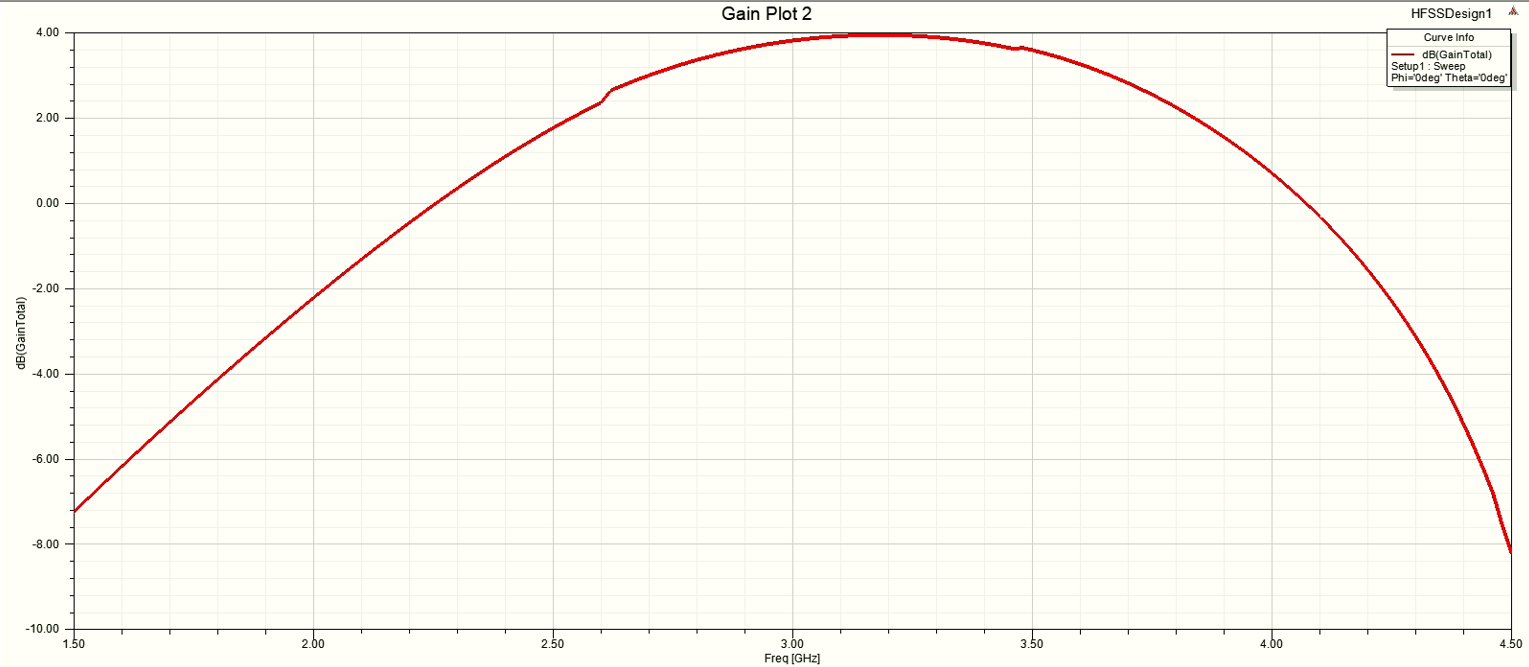 Gain Plot 2
HFSSDesign1
Curve Info
dB(GainTotal)
Setup1 : Sweep
Phi='0deg' Theta='0deg'
4.00
2.00
0.00
-2.00
-4.00
-6.00
-8.00
-10.00
dB(GainTotal)
1.50 2.00 2.50 3.00 3.50 4.00 4.50
Freq [GHz]